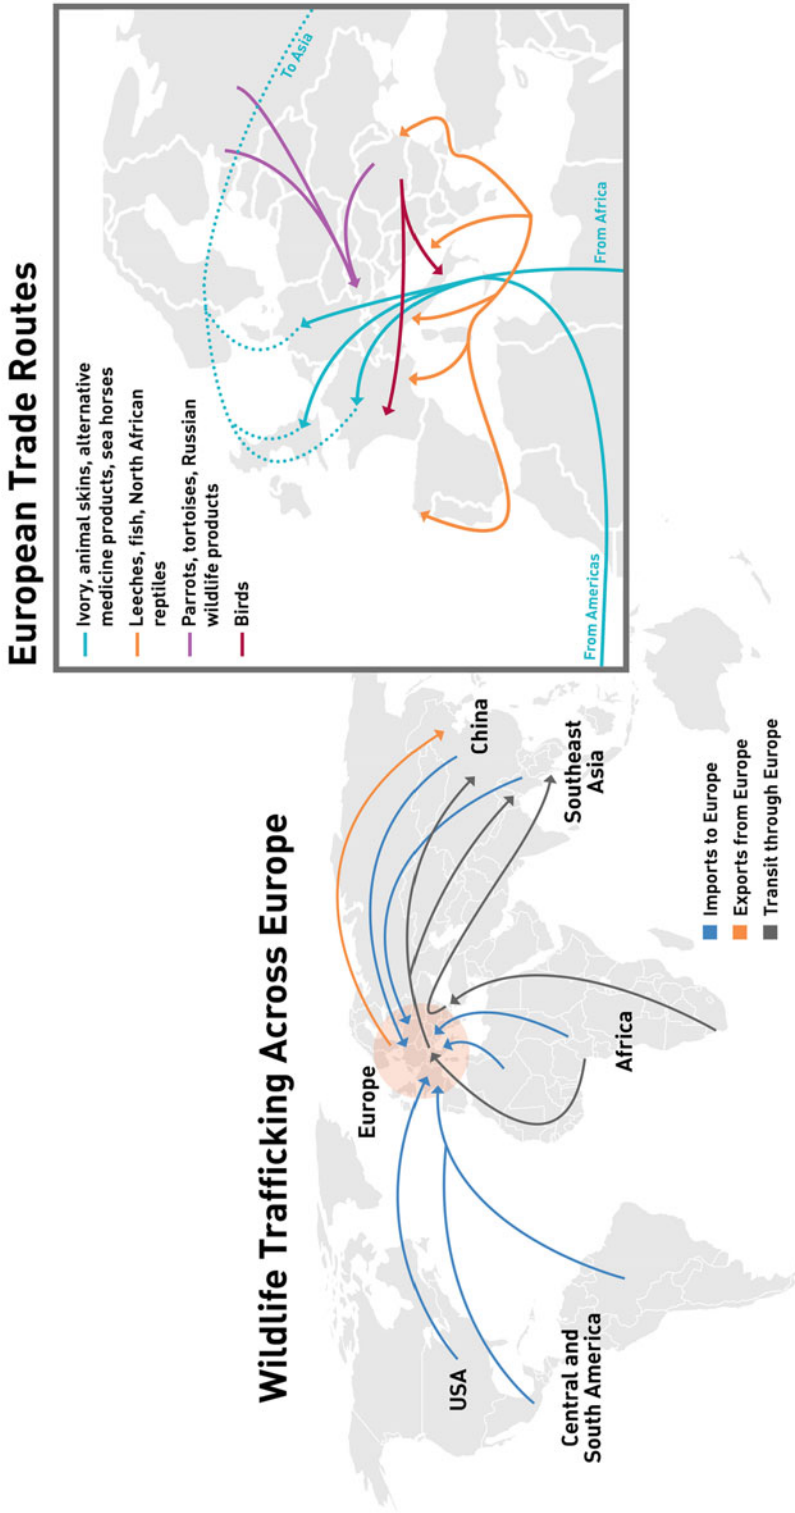 Wildlife Trafficking Across Europe
USA
Central and
South America
Europe
Africa
China
Southeast
Asia
Imports to Europe
Exports from Europe
Transit through Europe
European Trade Routes
Ivory, animal skins, alternative
medicine products, sea horses
Leeches, fish, North African
reptiles
Parrots, tortoises, Russian
wildlife products
Birds
To Asia
From Americas
From Africa